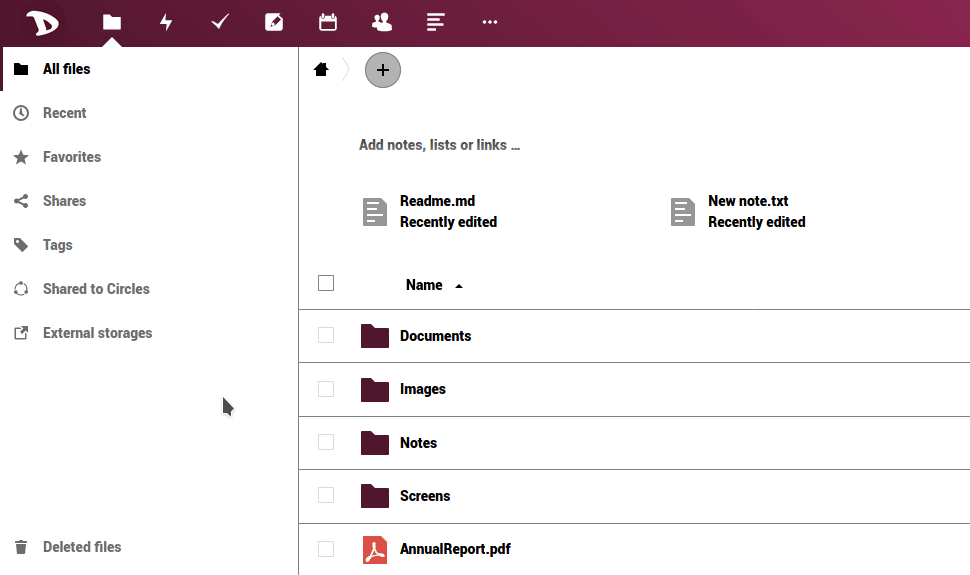 All files
Recent
Favorites
Shares
Tags
Shared to Circles
External storages
Deleted files
Add notes, lists or links ...
Readme.md
Recently edited
New note.txt
Recently edited
Name
Documents
Images
Notes
Screens
AnnualReport.pdf